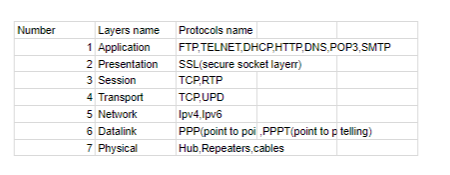 Number Layers name Protocols name
1 Application FTP,TELNET,DHCP,HTTP,DNS,POP3,SMTP
2 Presentation SSL(secure socket layerr)
3 Session TCP,RTP
4 Transport TCP,UPD
5 Network Ipv4,Ipv6
6 Datalink PPP(point to poi ,PPPT(point to p telling)
7 Physical Hub,Repeaters,cables